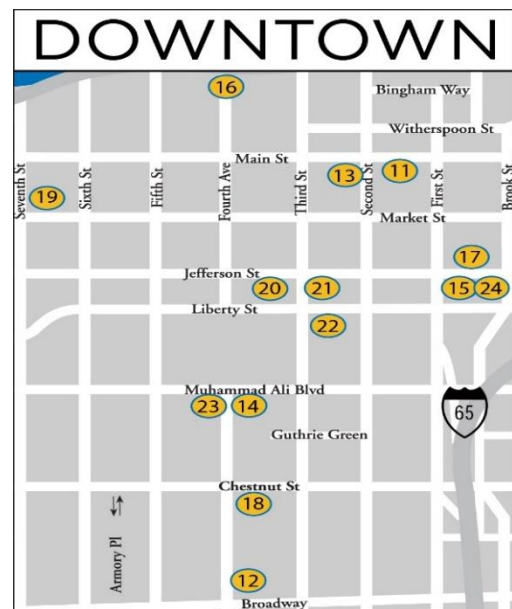 DOWNTOWN
16
Bingham Way
Witherspoon St
Main St
Seventh St
Sixth St
Fifth St
Fourth Ave
Third St
Second St
First St
Brook St
13
11
19
Market St
17
Jefferson St
20
21
15
24
Liberty St
22
Muhammad Ali Blvd
23
14
65
Guthrie Green
Chestnut St
18
Armory Pl
12
Broadway